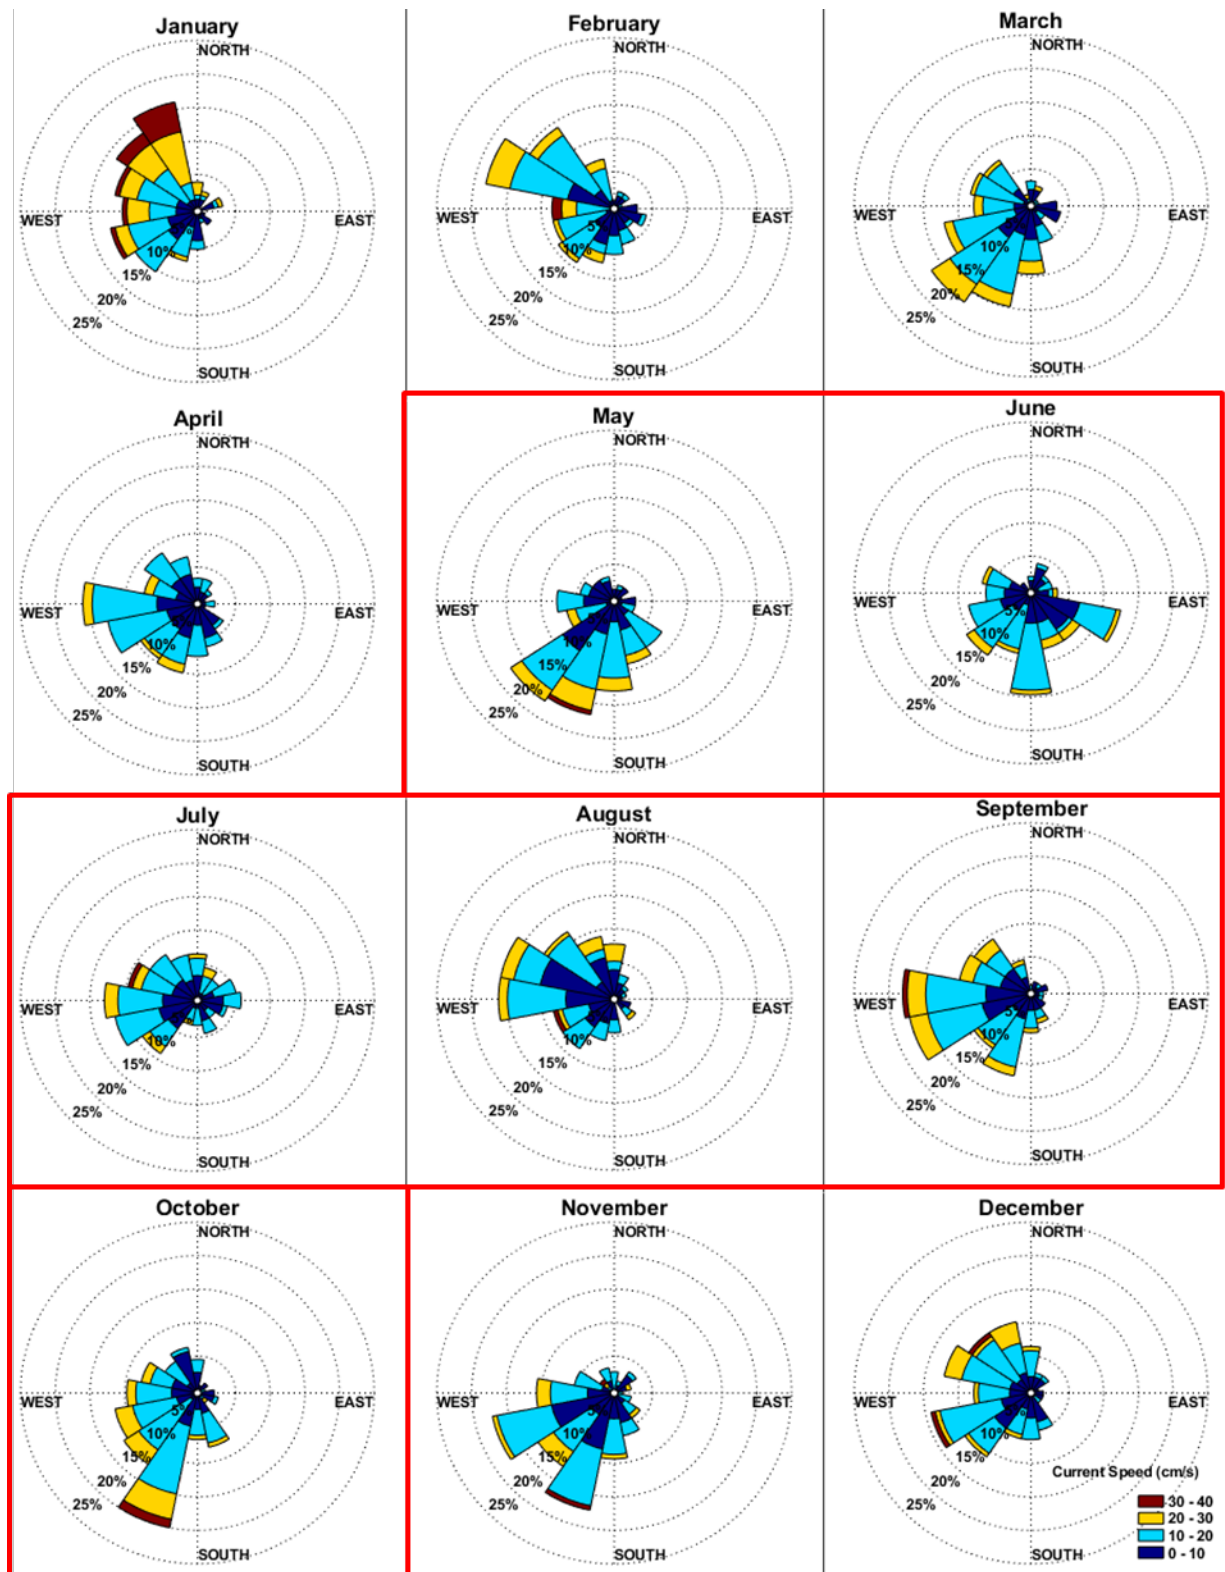 January
NORTH
WEST
EAST
10%
15%
20%
25%
SOUTH
February
NORTH
WEST
EAST
5%
10%
15%
20%
25%
SOUTH
March
NORTH
WEST
EAST
10%
15%
20%
25%
SOUTH
April
NORTH
WEST
EAST
5%
10%
15%
20%
25%
SOUTH
May
NORTH
WEST
EAST
5%
10%
15%
20%
25%
SOUTH
June
NORTH
WEST
EAST
5%
10%
15%
20%
25%
SOUTH
July
NORTH
WEST
EAST
10%
15%
20%
25%
SOUTH
August
NORTH
WEST
EAST
10%
15%
20%
25%
SOUTH
September
NORTH
WEST
EAST
5%
10%
15%
20%
25%
SOUTH
October
NORTH
WEST
EAST
5%
10%
15%
20%
25%
SOUTH
November
NORTH
WEST
EAST
5%
10%
15%
20%
25%
SOUTH
December
NORTH
WEST
EAST
5%
10%
15%
20%
25%
SOUTH
Current Speed (cm/s)
30 - 40
20 - 30
10 - 20
0 - 10